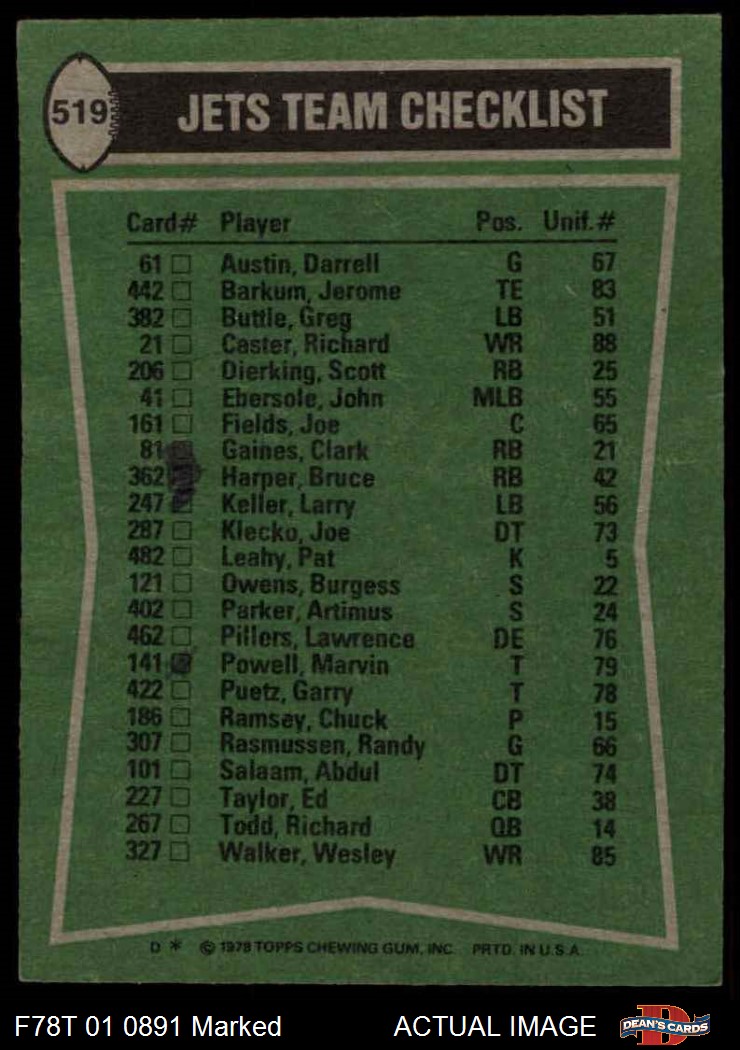 519 JETS TEAM CHECKLIST
Card# Player Pos. Unif.#
61 Austin, Darrell G 67
442 Barkum, Jerome TE 83
382 Buttle, Greg LB 51
21 Caster, Richard WR 88
206 Dierking, Scott RB 25
41 Ebersole, John MLB 55
161 Fields, Joe C 65
81 Gaines, Clark RB 21
362 Harper, Bruce RB 42
247 Keller, Larry LB 56
287 Klecko, Joe DT 73
482 Leahy, Pat K 5
121 Owens, Burgess S 22
402 Parker, Artimus S 24
462 Pillers, Lawrence DE 76
141 Powell, Marvin T 79
422 Puetz, Garry T 78
186 Ramsey, Chuck P 15
307 Rasmussen, Randy G 66
101 Salaam, Abdul DT 74
227 Taylor, Ed CB 38
267 Todd, Richard QB 14
327 Walker, Wesley WR 85
D * © 1978 TOPPS CHEWING GUM, INC. PRTD. IN U.S.A.
F78T 01 0891 Marked ACTUAL IMAGE DEAN'S CARDS